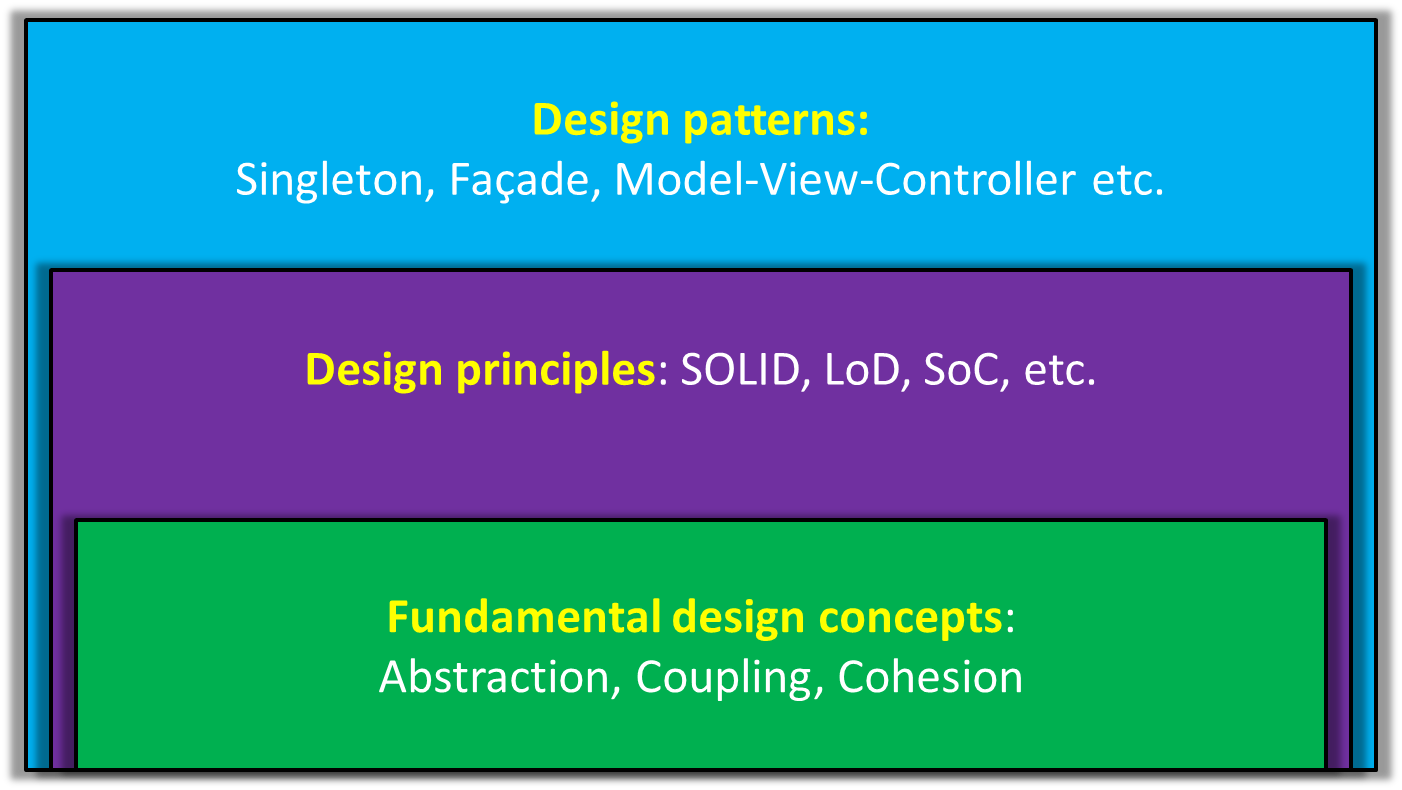 Design patterns:
Singleton, Façade, Model-View-Controller etc.
Design principles: SOLID, LoD, SoC, etc.
Fundamental design concepts:
Abstraction, Coupling, Cohesion